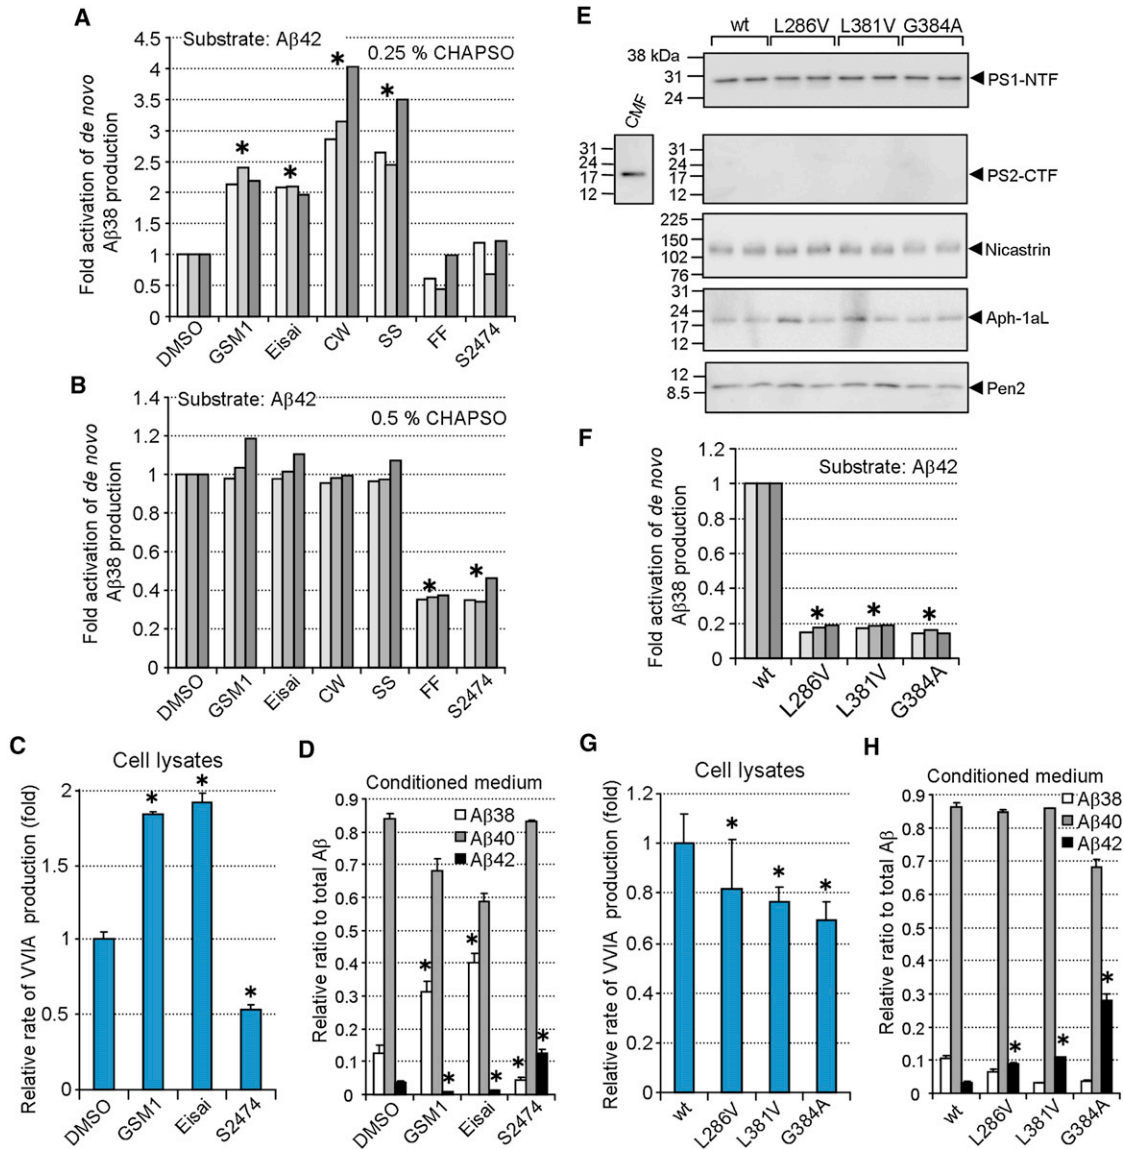 A
Fold activation of de novo
Aβ38 production
4.5
4
3.5
3
2.5
2
1.5
1
0.5
0
Substrate: Aβ42
0.25 % CHAPSO
*
*
*
*
DMSO
GSM1
Eisai
CW
SS
FF
S2474
B
Fold activation of de novo
Aβ38 production
1.4
1.2
1
0.8
0.6
0.4
0.2
0
Substrate: Aβ42
0.5 % CHAPSO
*
*
DMSO
GSM1
Eisai
CW
SS
FF
S2474
C
Cell lysates
Relative rate of VVIA production (fold)
2
1.5
1
0.5
0
*
*
*
DMSO
GSM1
Eisai
S2474
D
Conditioned medium
Relative ratio to total Aβ
0.9
0.8
0.7
0.6
0.5
0.4
0.3
0.2
0.1
0
Aβ38
Aβ40
Aβ42
*
*
*
*
*
*
DMSO
GSM1
Eisai
S2474
E
wt L286V L381V G384A
38 kDa
31
24
PS1-NTF
CMF
31
24
17
12
31
24
17
12
PS2-CTF
225
150
102
76
Nicastrin
31
24
17
12
Aph-1aL
12
8.5
Pen2
F
Fold activation of de novo
Aβ38 production
1.2
1
0.8
0.6
0.4
0.2
0
Substrate: Aβ42
*
*
*
wt
L286V
L381V
G384A
G
Cell lysates
Relative rate of VVIA production (fold)
1.2
1
0.8
0.6
0.4
0.2
0
*
*
*
wt
L286V
L381V
G384A
H
Conditioned medium
Relative ratio to total Aβ
0.9
0.8
0.7
0.6
0.5
0.4
0.3
0.2
0.1
0
Aβ38
Aβ40
Aβ42
*
*
*
wt
L286V
L381V
G384A